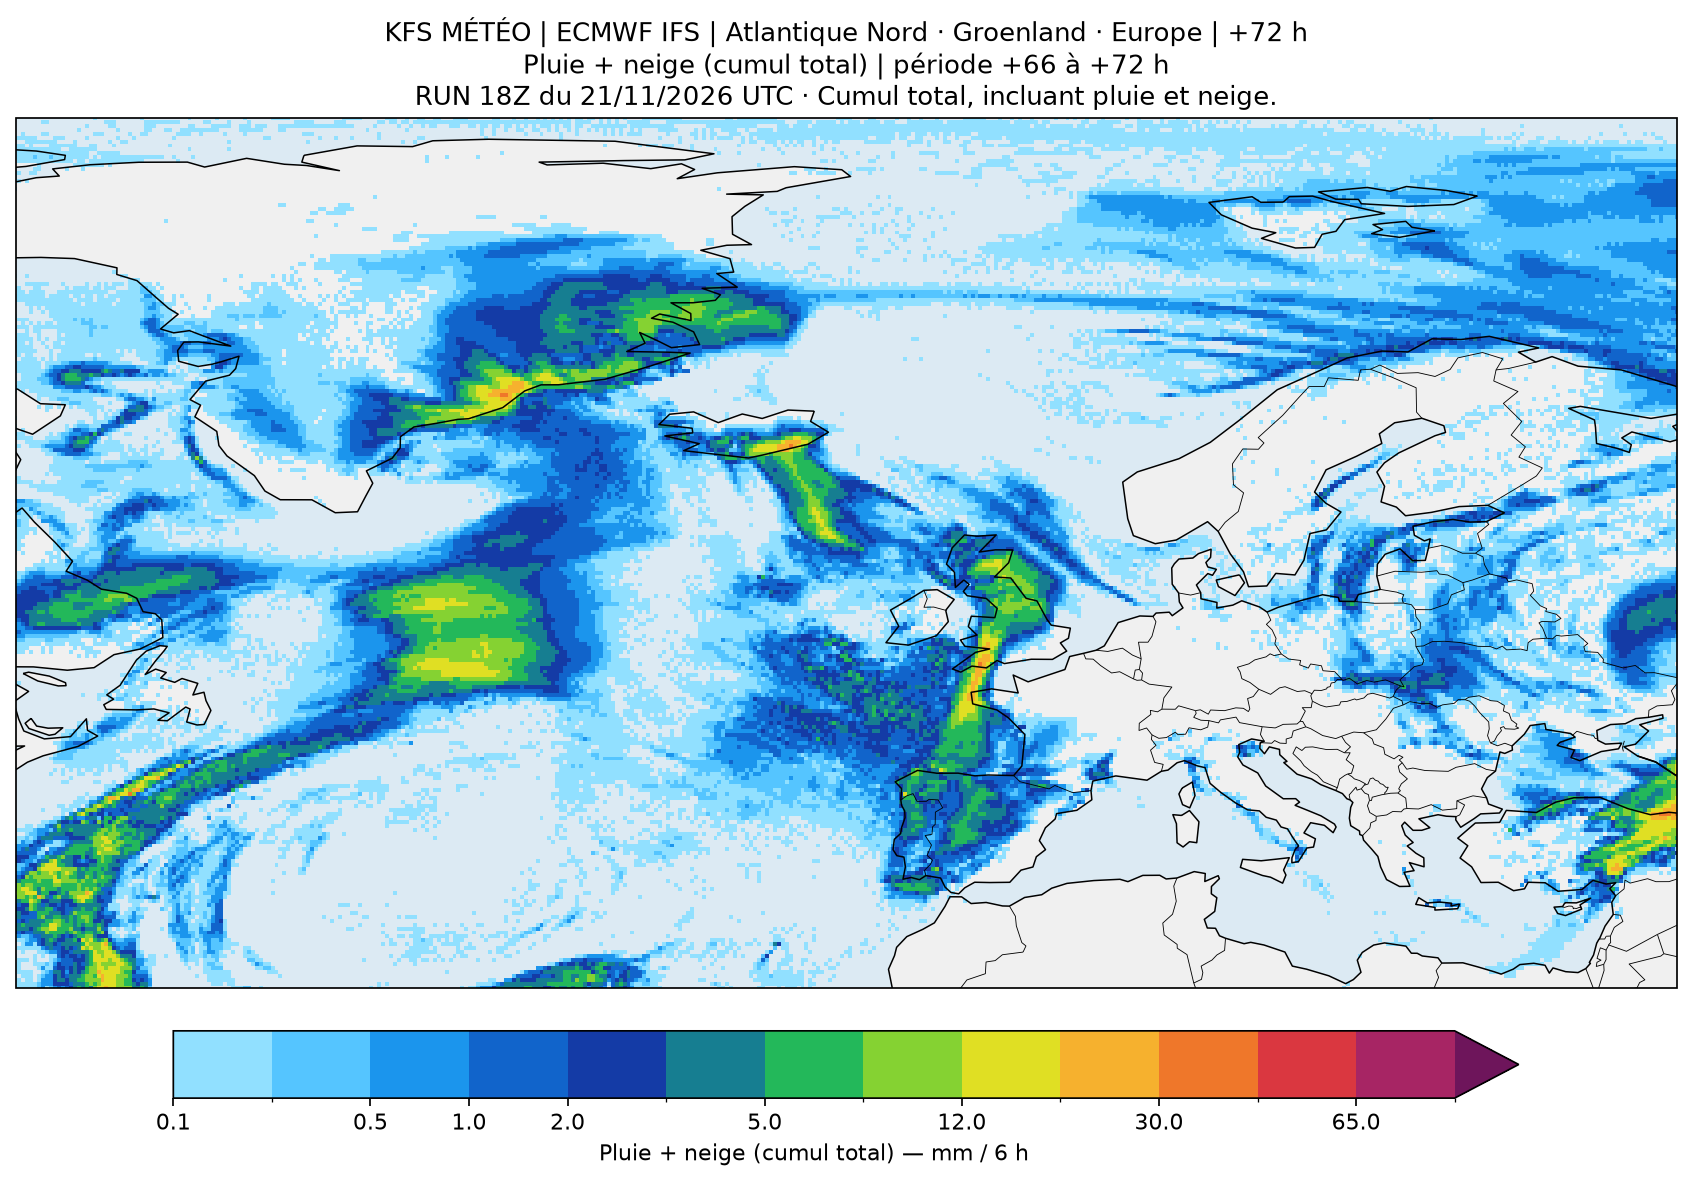 KFS MÉTÉO | ECMWF IFS | Atlantique Nord · Groenland · Europe | +72 h
Pluie + neige (cumul total) | période +66 à +72 h
RUN 18Z du 21/11/2026 UTC · Cumul total, incluant pluie et neige.
0.1 0.5 1.0 2.0 5.0 12.0 30.0 65.0
Pluie + neige (cumul total) — mm / 6 h